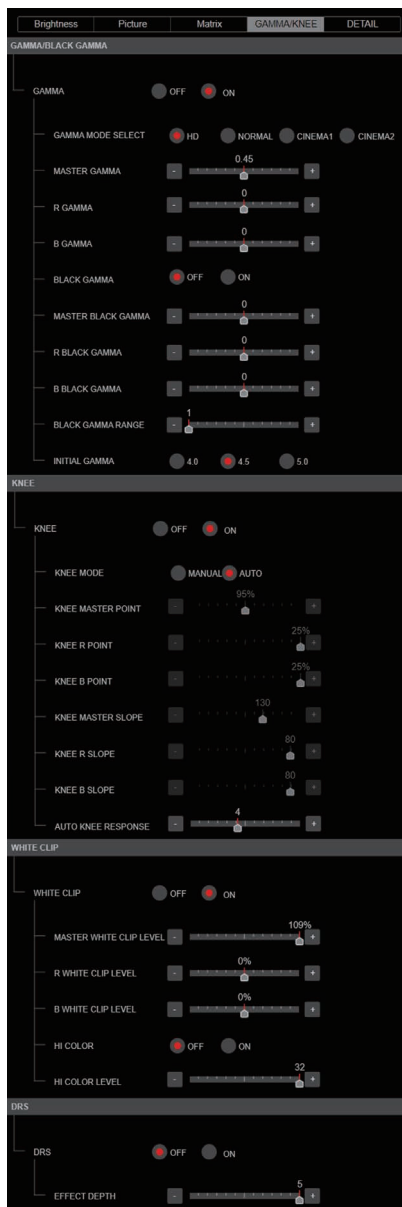 Brightness Picture Matrix GAMMA/KNEE DETAIL
GAMMA/BLACK GAMMA
GAMMA OFF ON
GAMMA MODE SELECT HD NORMAL CINEMA1 CINEMA2
0.45
MASTER GAMMA - +
0
R GAMMA - +
0
B GAMMA - +
BLACK GAMMA OFF ON
0
MASTER BLACK GAMMA - +
0
R BLACK GAMMA - +
0
B BLACK GAMMA - +
1
BLACK GAMMA RANGE - +
INITIAL GAMMA 4.0 4.5 5.0
KNEE
KNEE OFF ON
KNEE MODE MANUAL AUTO
95%
KNEE MASTER POINT - +
25%
KNEE R POINT - +
25%
KNEE B POINT - +
130
KNEE MASTER SLOPE - +
80
KNEE R SLOPE - +
80
KNEE B SLOPE - +
4
AUTO KNEE RESPONSE - +
WHITE CLIP
WHITE CLIP OFF ON
109%
MASTER WHITE CLIP LEVEL - +
0%
R WHITE CLIP LEVEL - +
0%
B WHITE CLIP LEVEL - +
HI COLOR OFF ON
32
HI COLOR LEVEL - +
DRS
DRS OFF ON
5
EFFECT DEPTH - +